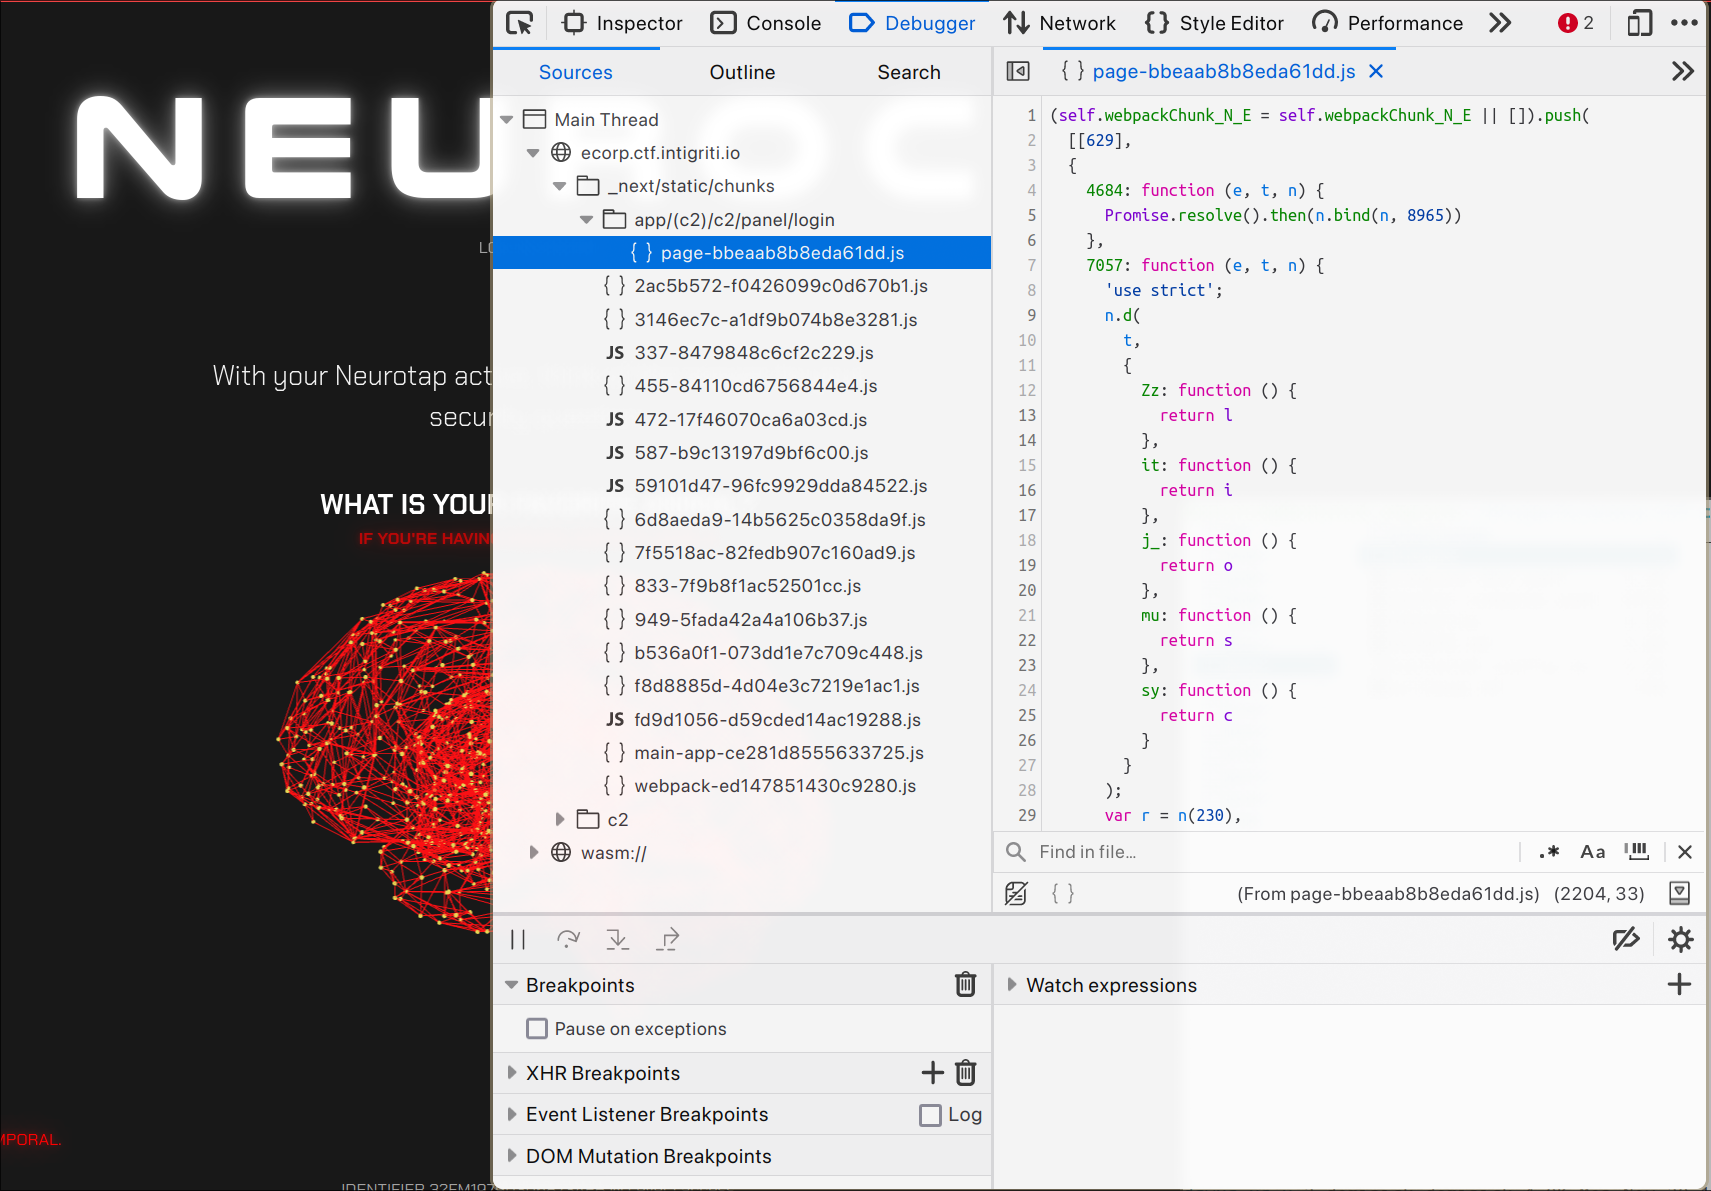 Inspector Console Debugger Network Style Editor Performance 2
Sources Outline Search
{ } page-bbeaab8b8eda61dd.js
NEUROC
Main Thread
ecorp.ctf.intigriti.io
_next/static/chunks
app/(c2)/c2/panel/login
{ } page-bbeaab8b8eda61dd.js
{ } 2ac5b572-f0426099c0d670b1.js
{ } 3146ec7c-a1df9b074b8e3281.js
JS 337-8479848c6cf2c229.js
{ } 455-84110cd6756844e4.js
JS 472-17f46070ca6a03cd.js
JS 587-b9c13197d9bf6c00.js
JS 59101d47-96fc9929dda84522.js
{ } 6d8aeda9-14b5625c0358da9f.js
{ } 7f5518ac-82fedb907c160ad9.js
{ } 833-7f9b8f1ac52501cc.js
{ } 949-5fada42a4a106b37.js
{ } b536a0f1-073dd1e7c709c448.js
{ } f8d8885d-4d04e3c7219e1ac1.js
JS fd9d1056-d59cded14ac19288.js
{ } main-app-ce281d8555633725.js
{ } webpack-ed147851430c9280.js
c2
wasm://
1 (self.webpackChunk_N_E = self.webpackChunk_N_E || []).push(
2 [[629],
3 {
4 4684: function (e, t, n) {
5 Promise.resolve().then(n.bind(n, 8965))
6 },
7 7057: function (e, t, n) {
8 'use strict';
9 n.d(
10 t,
11 {
12 Zz: function () {
13 return l
14 },
15 it: function () {
16 return i
17 },
18 j_: function () {
19 return o
20 },
21 mu: function () {
22 return s
23 },
24 sy: function () {
25 return c
26 }
27 }
28 );
29 var r = n(230),
Find in file…
.* Aa
{ } (From page-bbeaab8b8eda61dd.js) (2204, 33)
Breakpoints
Pause on exceptions
XHR Breakpoints
Event Listener Breakpoints Log
DOM Mutation Breakpoints
Watch expressions
LO
With your Neurotap act
secur
WHAT IS YOUR
IF YOU'RE HAVIN
MPORAL.